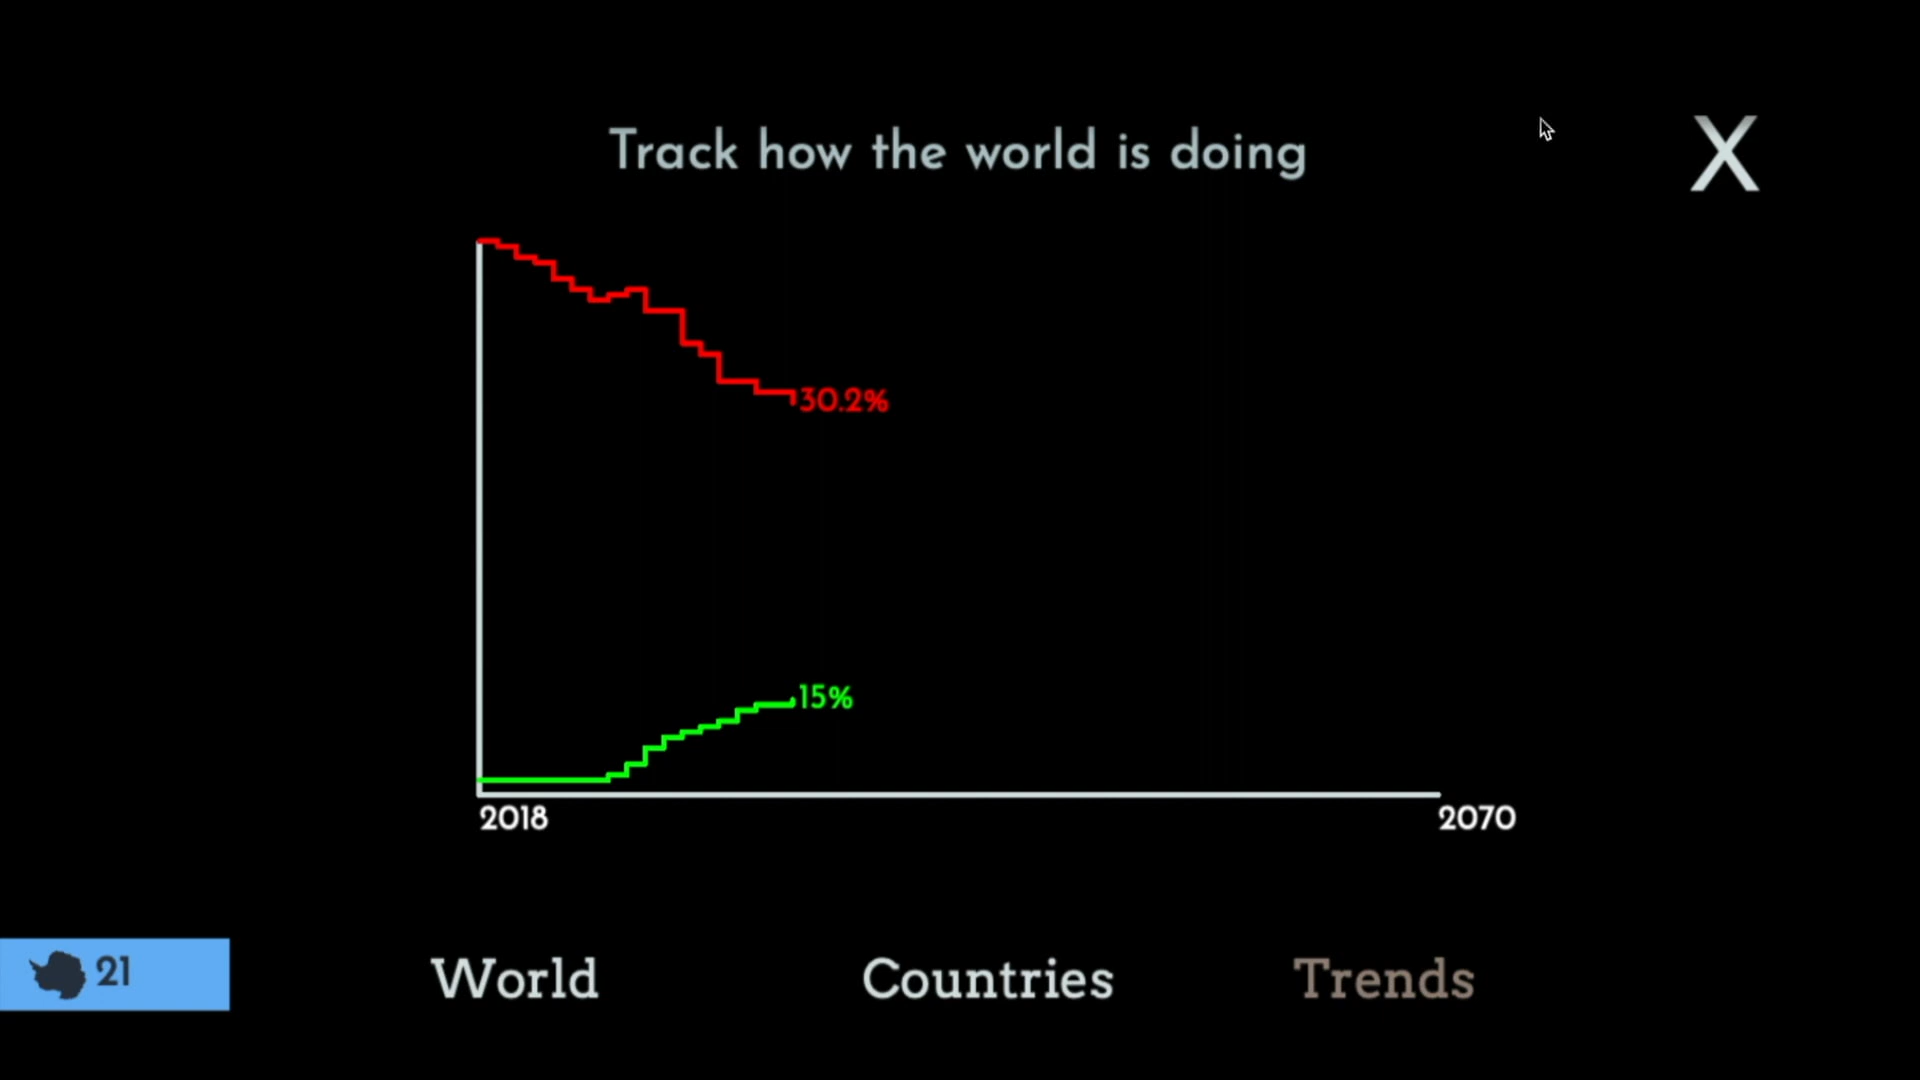 Track how the world is doing
X
30.2%
15%
2018
2070
21
World
Countries
Trends